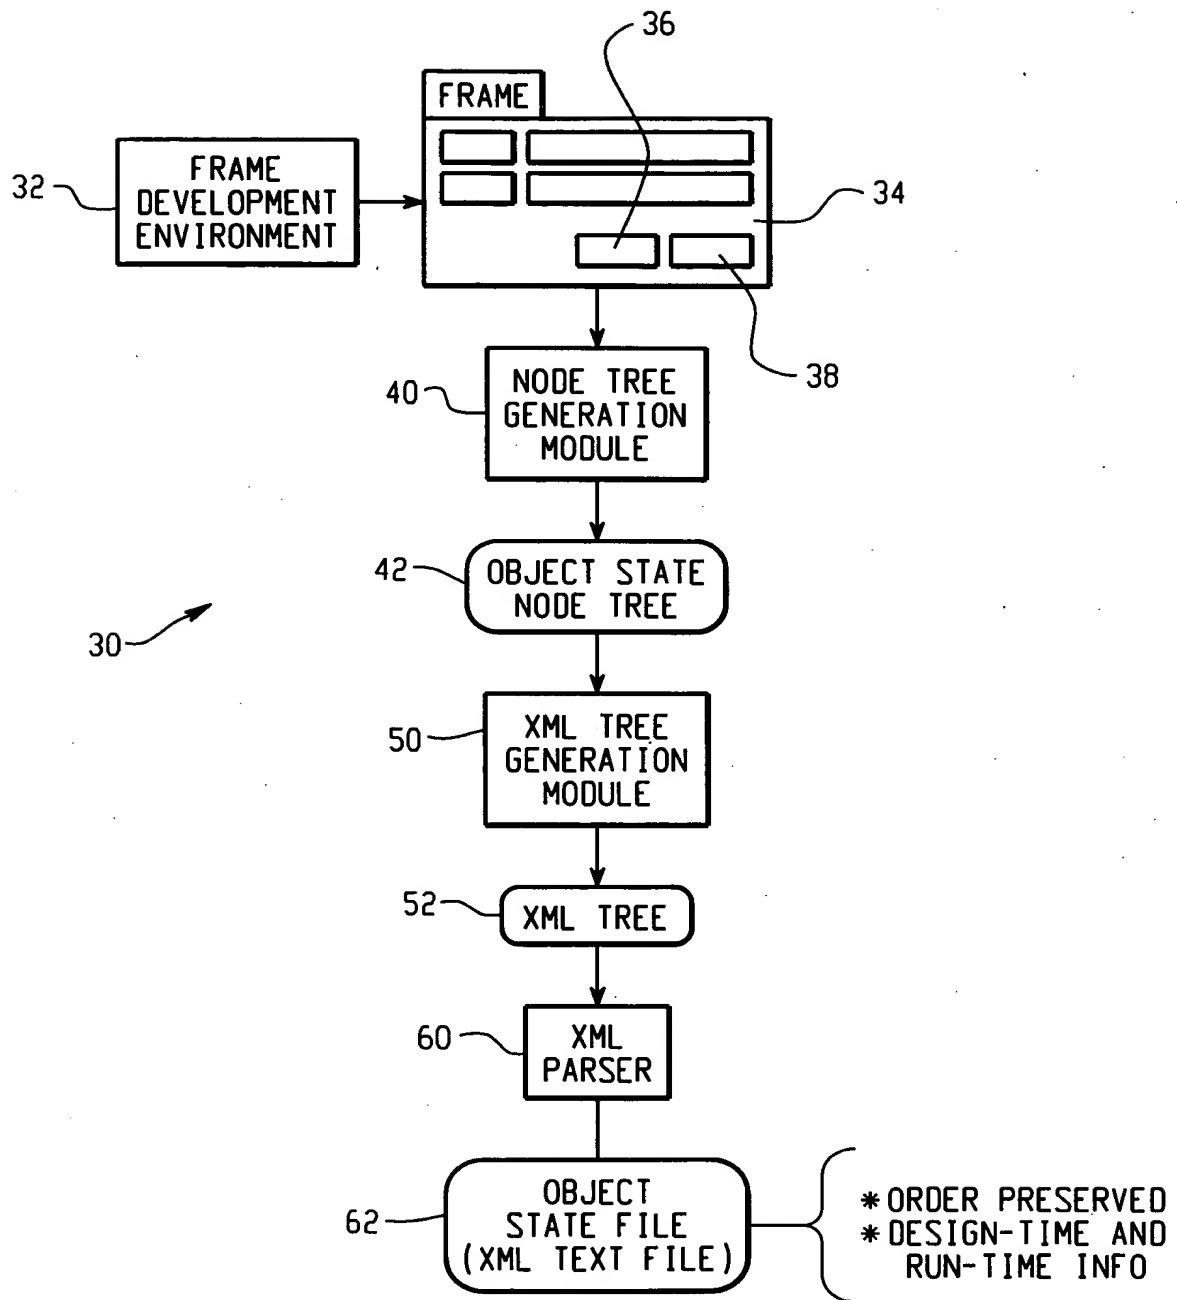 36
FRAME
32
FRAME
DEVELOPMENT
ENVIRONMENT
34
38
40
NODE TREE
GENERATION
MODULE
42
OBJECT STATE
NODE TREE
30
50
XML TREE
GENERATION
MODULE
52
XML TREE
60
XML
PARSER
62
OBJECT
STATE FILE
(XML TEXT FILE)
* ORDER PRESERVED
* DESIGN-TIME AND
RUN-TIME INFO